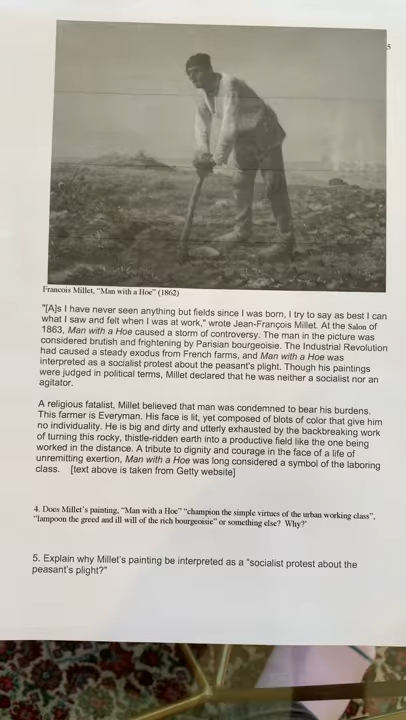 5
Francois Millet, "Man with a Hoe" (1862)
"[A]s I have never seen anything but fields since I was born, I try to say as best I can
what I saw and felt when I was at work," wrote Jean-François Millet. At the Salon of
1863, Man with a Hoe caused a storm of controversy. The man in the picture was
considered brutish and frightening by Parisian bourgeoisie. The Industrial Revolution
had caused a steady exodus from French farms, and Man with a Hoe was
interpreted as a socialist protest about the peasant's plight. Though his paintings
were judged in political terms, Millet declared that he was neither a socialist nor an
agitator.
A religious fatalist, Millet believed that man was condemned to bear his burdens.
This farmer is Everyman. His face is lit, yet composed of blots of color that give him
no individuality. He is big and dirty and utterly exhausted by the backbreaking work
of turning this rocky, thistle-ridden earth into a productive field like the one being
worked in the distance. A tribute to dignity and courage in the face of a life of
unremitting exertion, Man with a Hoe was long considered a symbol of the laboring
class. [text above is taken from Getty website]
4. Does Millet's painting, "Man with a Hoe" "champion the simple virtues of the urban working class",
"lampoon the greed and ill will of the rich bourgeoisie" or something else? Why?'
5. Explain why Millet's painting be interpreted as a "socialist protest about the
peasant's plight?"